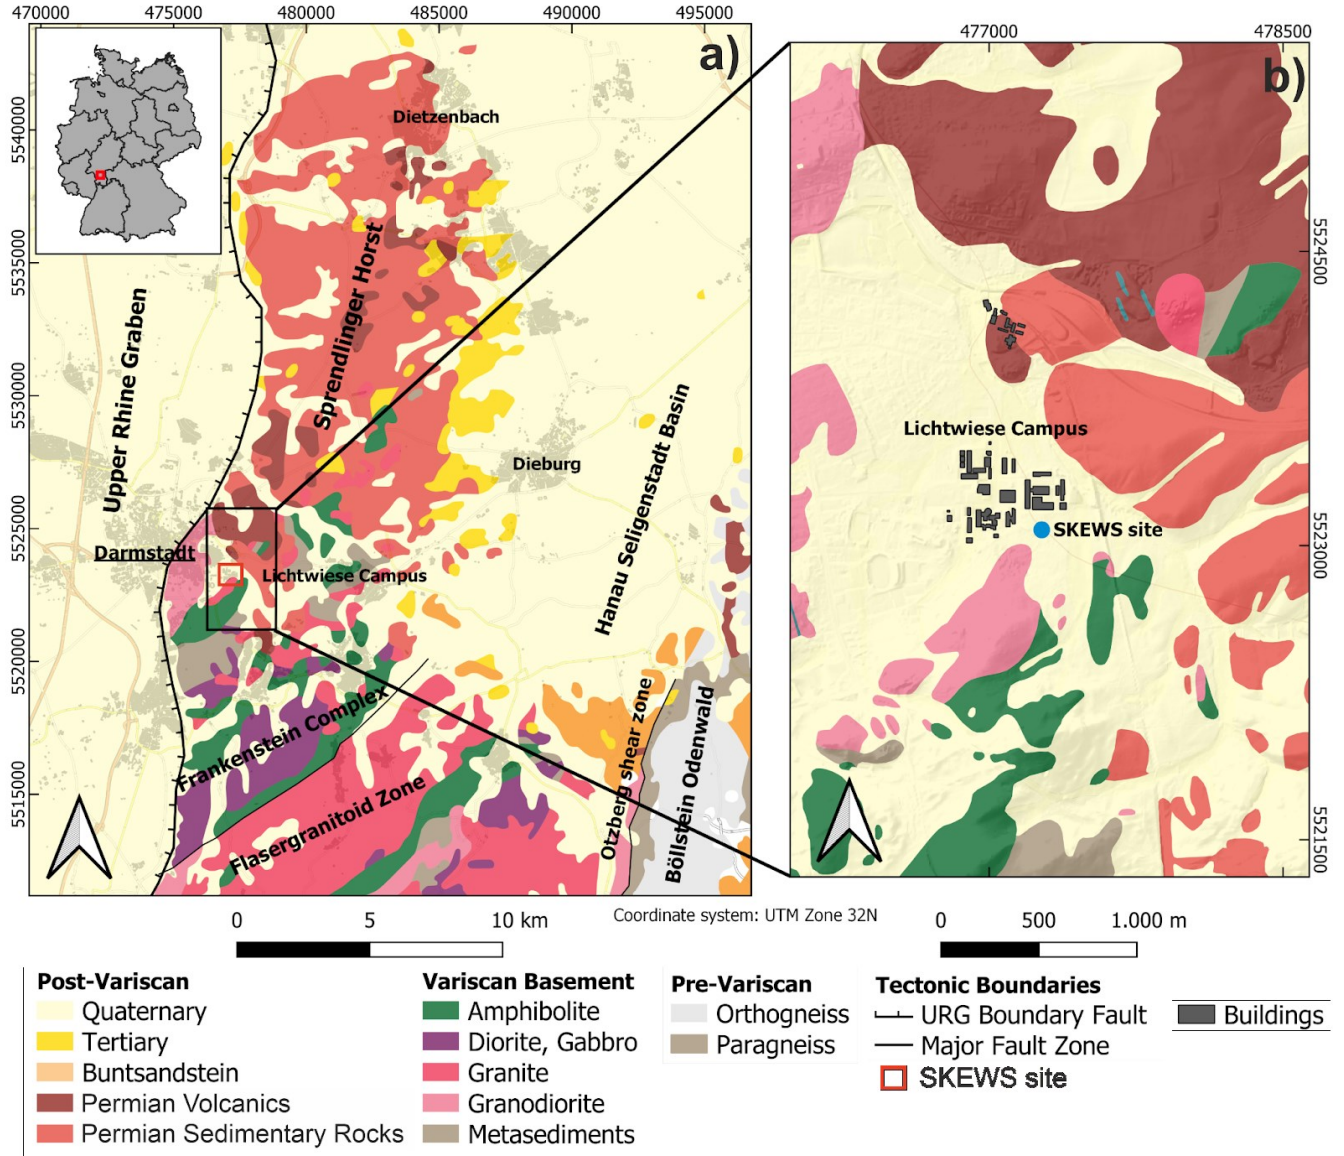 470000
475000
480000
485000
490000
495000
a)
5540000
5535000
5530000
5525000
5520000
5515000
Dietzenbach
Sprendlinger Horst
Upper Rhine Graben
Dieburg
Hanau Seligenstadt Basin
Darmstadt
Lichtwiese Campus
Frankenstein Complex
Flasergranitoid Zone
Otzberg shear zone
Böllstein Odenwald
477000
478500
b)
5524500
5523000
5521500
Lichtwiese Campus
SKEWS site
0 5 10 km
Coordinate system: UTM Zone 32N
0 500 1.000 m
Post-Variscan
Quaternary
Tertiary
Buntsandstein
Permian Volcanics
Permian Sedimentary Rocks
Variscan Basement
Amphibolite
Diorite, Gabbro
Granite
Granodiorite
Metasediments
Pre-Variscan
Orthogneiss
Paragneiss
Tectonic Boundaries
URG Boundary Fault
Major Fault Zone
SKEWS site
Buildings